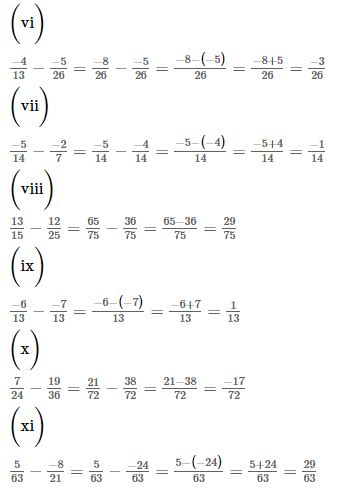 (vi)
-4/13 − -5/26 = -8/26 − -5/26 = -8-(-5)/26 = -8+5/26 = -3/26
(vii)
-5/14 − -2/7 = -5/14 − -4/14 = -5-(-4)/14 = -5+4/14 = -1/14
(viii)
13/15 − 12/25 = 65/75 − 36/75 = 65-36/75 = 29/75
(ix)
-6/13 − -7/13 = -6-(-7)/13 = -6+7/13 = 1/13
(x)
7/24 − 19/36 = 21/72 − 38/72 = 21-38/72 = -17/72
(xi)
5/63 − -8/21 = 5/63 − -24/63 = 5-(-24)/63 = 5+24/63 = 29/63